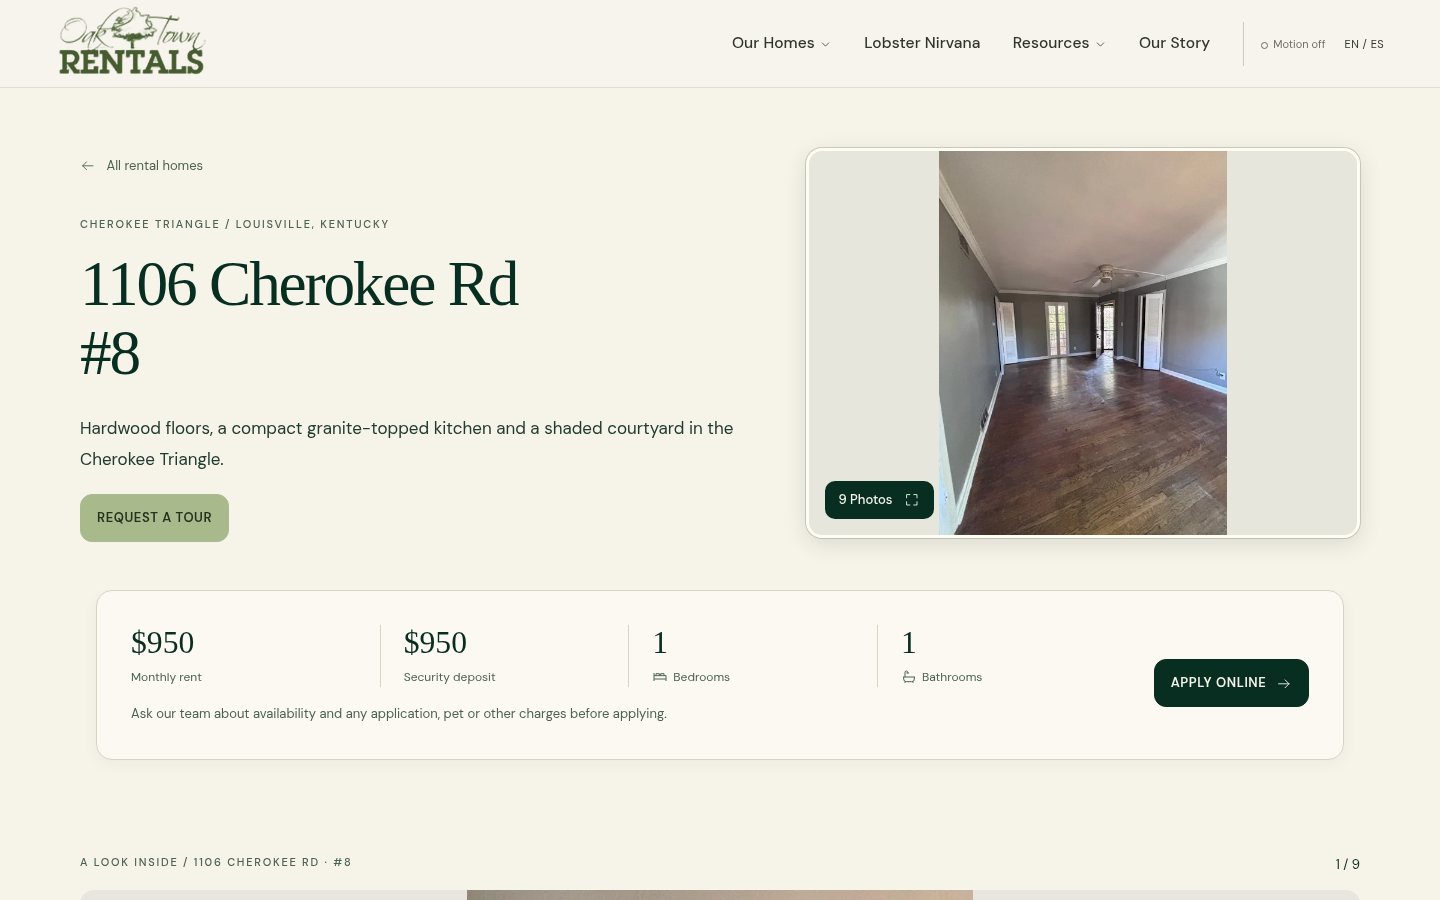 Oak Town
RENTALS
Our Homes
Lobster Nirvana
Resources
Our Story
Motion off
EN / ES
All rental homes
CHEROKEE TRIANGLE / LOUISVILLE, KENTUCKY
1106 Cherokee Rd
#8
Hardwood floors, a compact granite-topped kitchen and a shaded courtyard in the
Cherokee Triangle.
REQUEST A TOUR
9 Photos
$950
Monthly rent
$950
Security deposit
1
Bedrooms
1
Bathrooms
Ask our team about availability and any application, pet or other charges before applying.
APPLY ONLINE
A LOOK INSIDE / 1106 CHEROKEE RD · #8
1 / 9